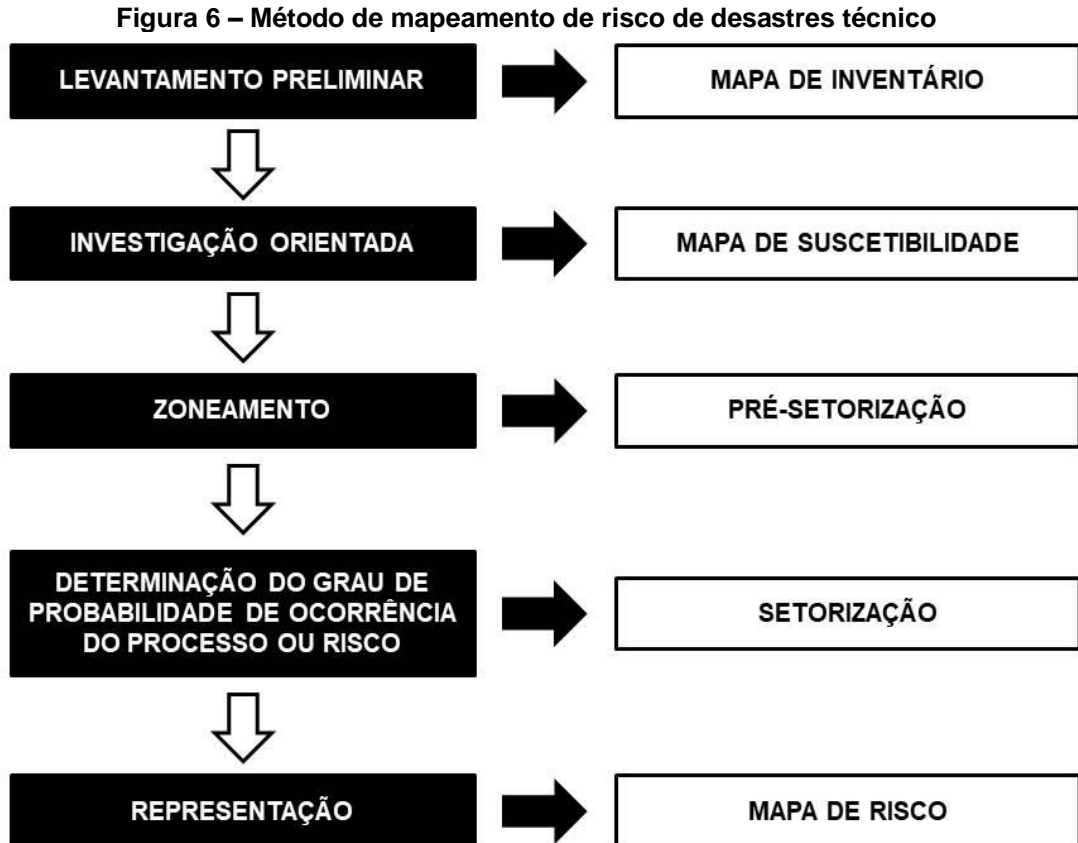 Figura 6 – Método de mapeamento de risco de desastres técnico
LEVANTAMENTO PRELIMINAR
MAPA DE INVENTÁRIO
INVESTIGAÇÃO ORIENTADA
MAPA DE SUSCETIBILIDADE
ZONEAMENTO
PRÉ-SETORIZAÇÃO
DETERMINAÇÃO DO GRAU DE
PROBABILIDADE DE OCORRÊNCIA
DO PROCESSO OU RISCO
SETORIZAÇÃO
REPRESENTAÇÃO
MAPA DE RISCO